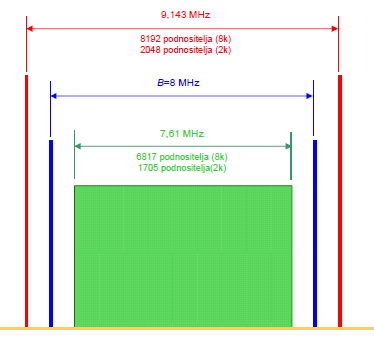 9,143 MHz
8192 podnositelja (8k)
2048 podnositelja (2k)
B=8 MHz
7,61 MHz
6817 podnositelja (8k)
1705 podnositelja(2k)